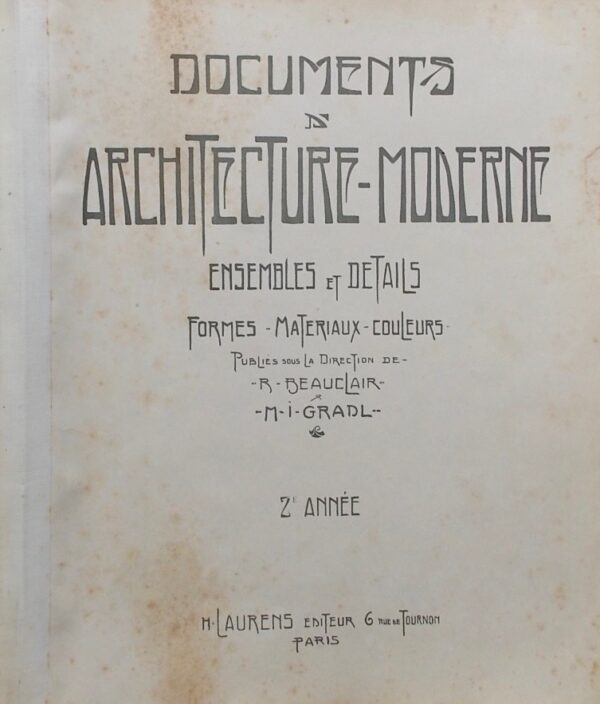 DOCUMENTS
D'
ARCHITECTURE-MODERNE
ENSEMBLES ET DETAILS
FORMES - MATERIAUX - COULEURS -
PUBLIÉS SOUS LA DIRECTION DE -
- R - BEAUCLAIR -
- M - I - GRADL - -
2E ANNÉE
H. LAURENS EDITEUR 6 RUE DE TOURNON
PARIS